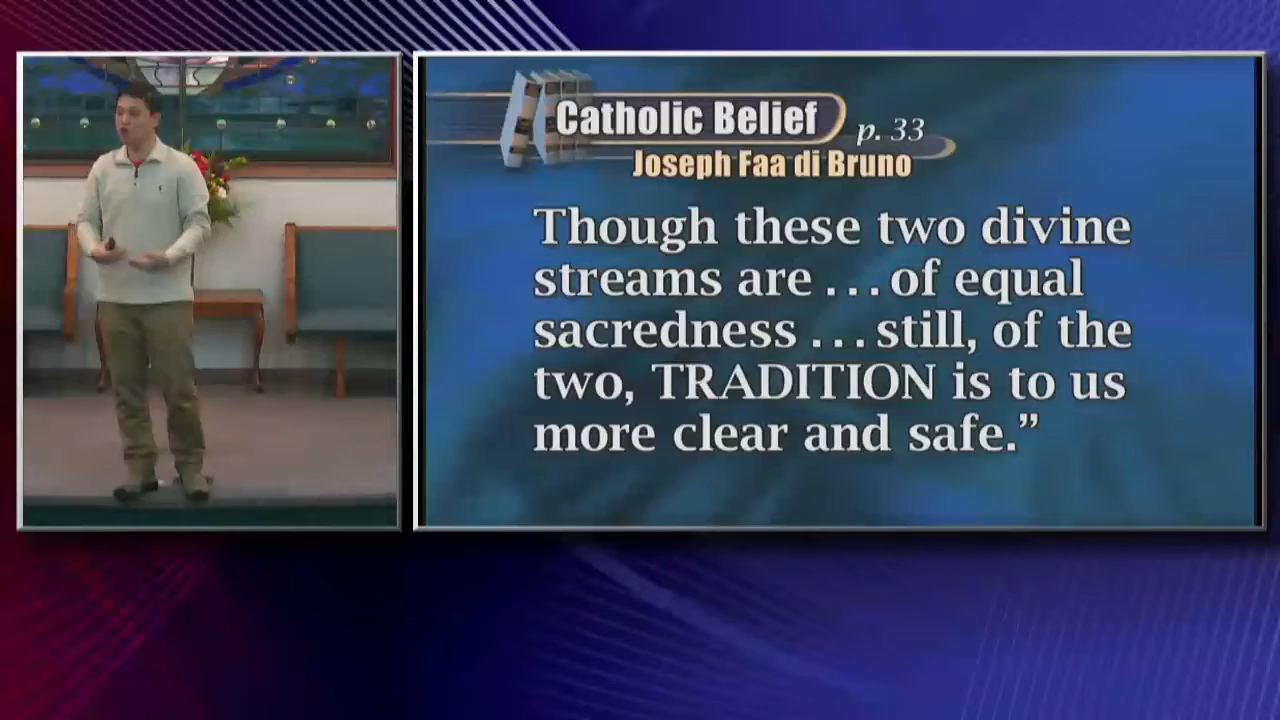 Catholic Belief p. 33
Joseph Faa di Bruno
Though these two divine
streams are . . . of equal
sacredness . . . still, of the
two, TRADITION is to us
more clear and safe.”